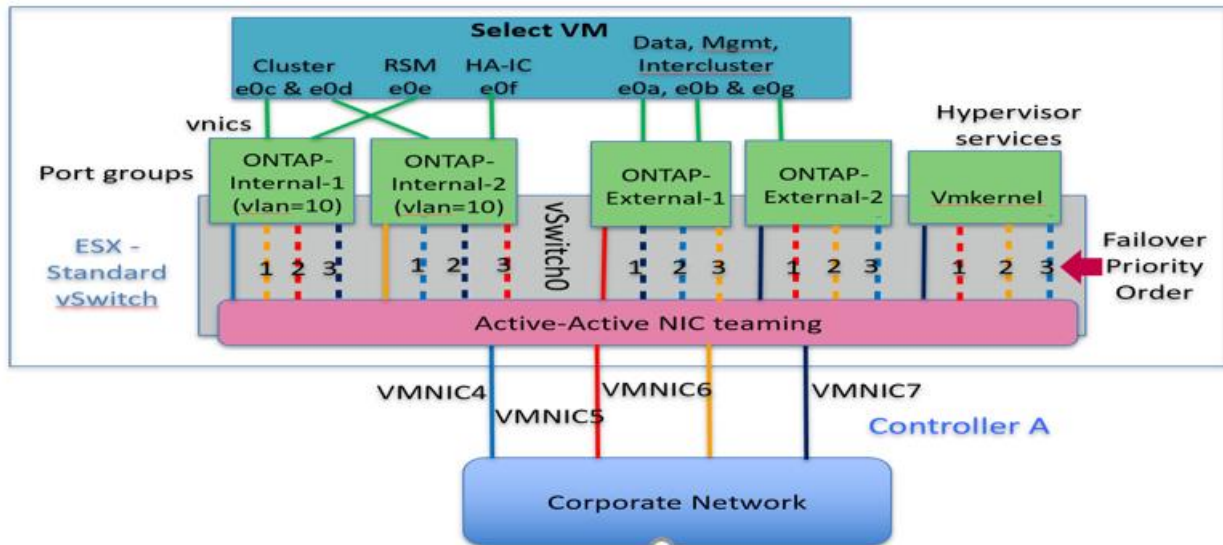 Select VM
Cluster
e0c & e0d
RSM
e0e
HA-IC
e0f
Data, Mgmt,
Intercluster
e0a, e0b & e0g
vnics
Hypervisor
services
Port groups
ONTAP-
Internal-1
(vlan=10)
ONTAP-
Internal-2
(vlan=10)
ONTAP-
External-1
ONTAP-
External-2
Vmkernel
ESX -
Standard
vSwitch
1 2 3
1 2 3
vSwitch0
1 2 3
1 2 3
1 2 3
Failover
Priority
Order
Active-Active NIC teaming
VMNIC4
VMNIC5
VMNIC6
VMNIC7
Controller A
Corporate Network